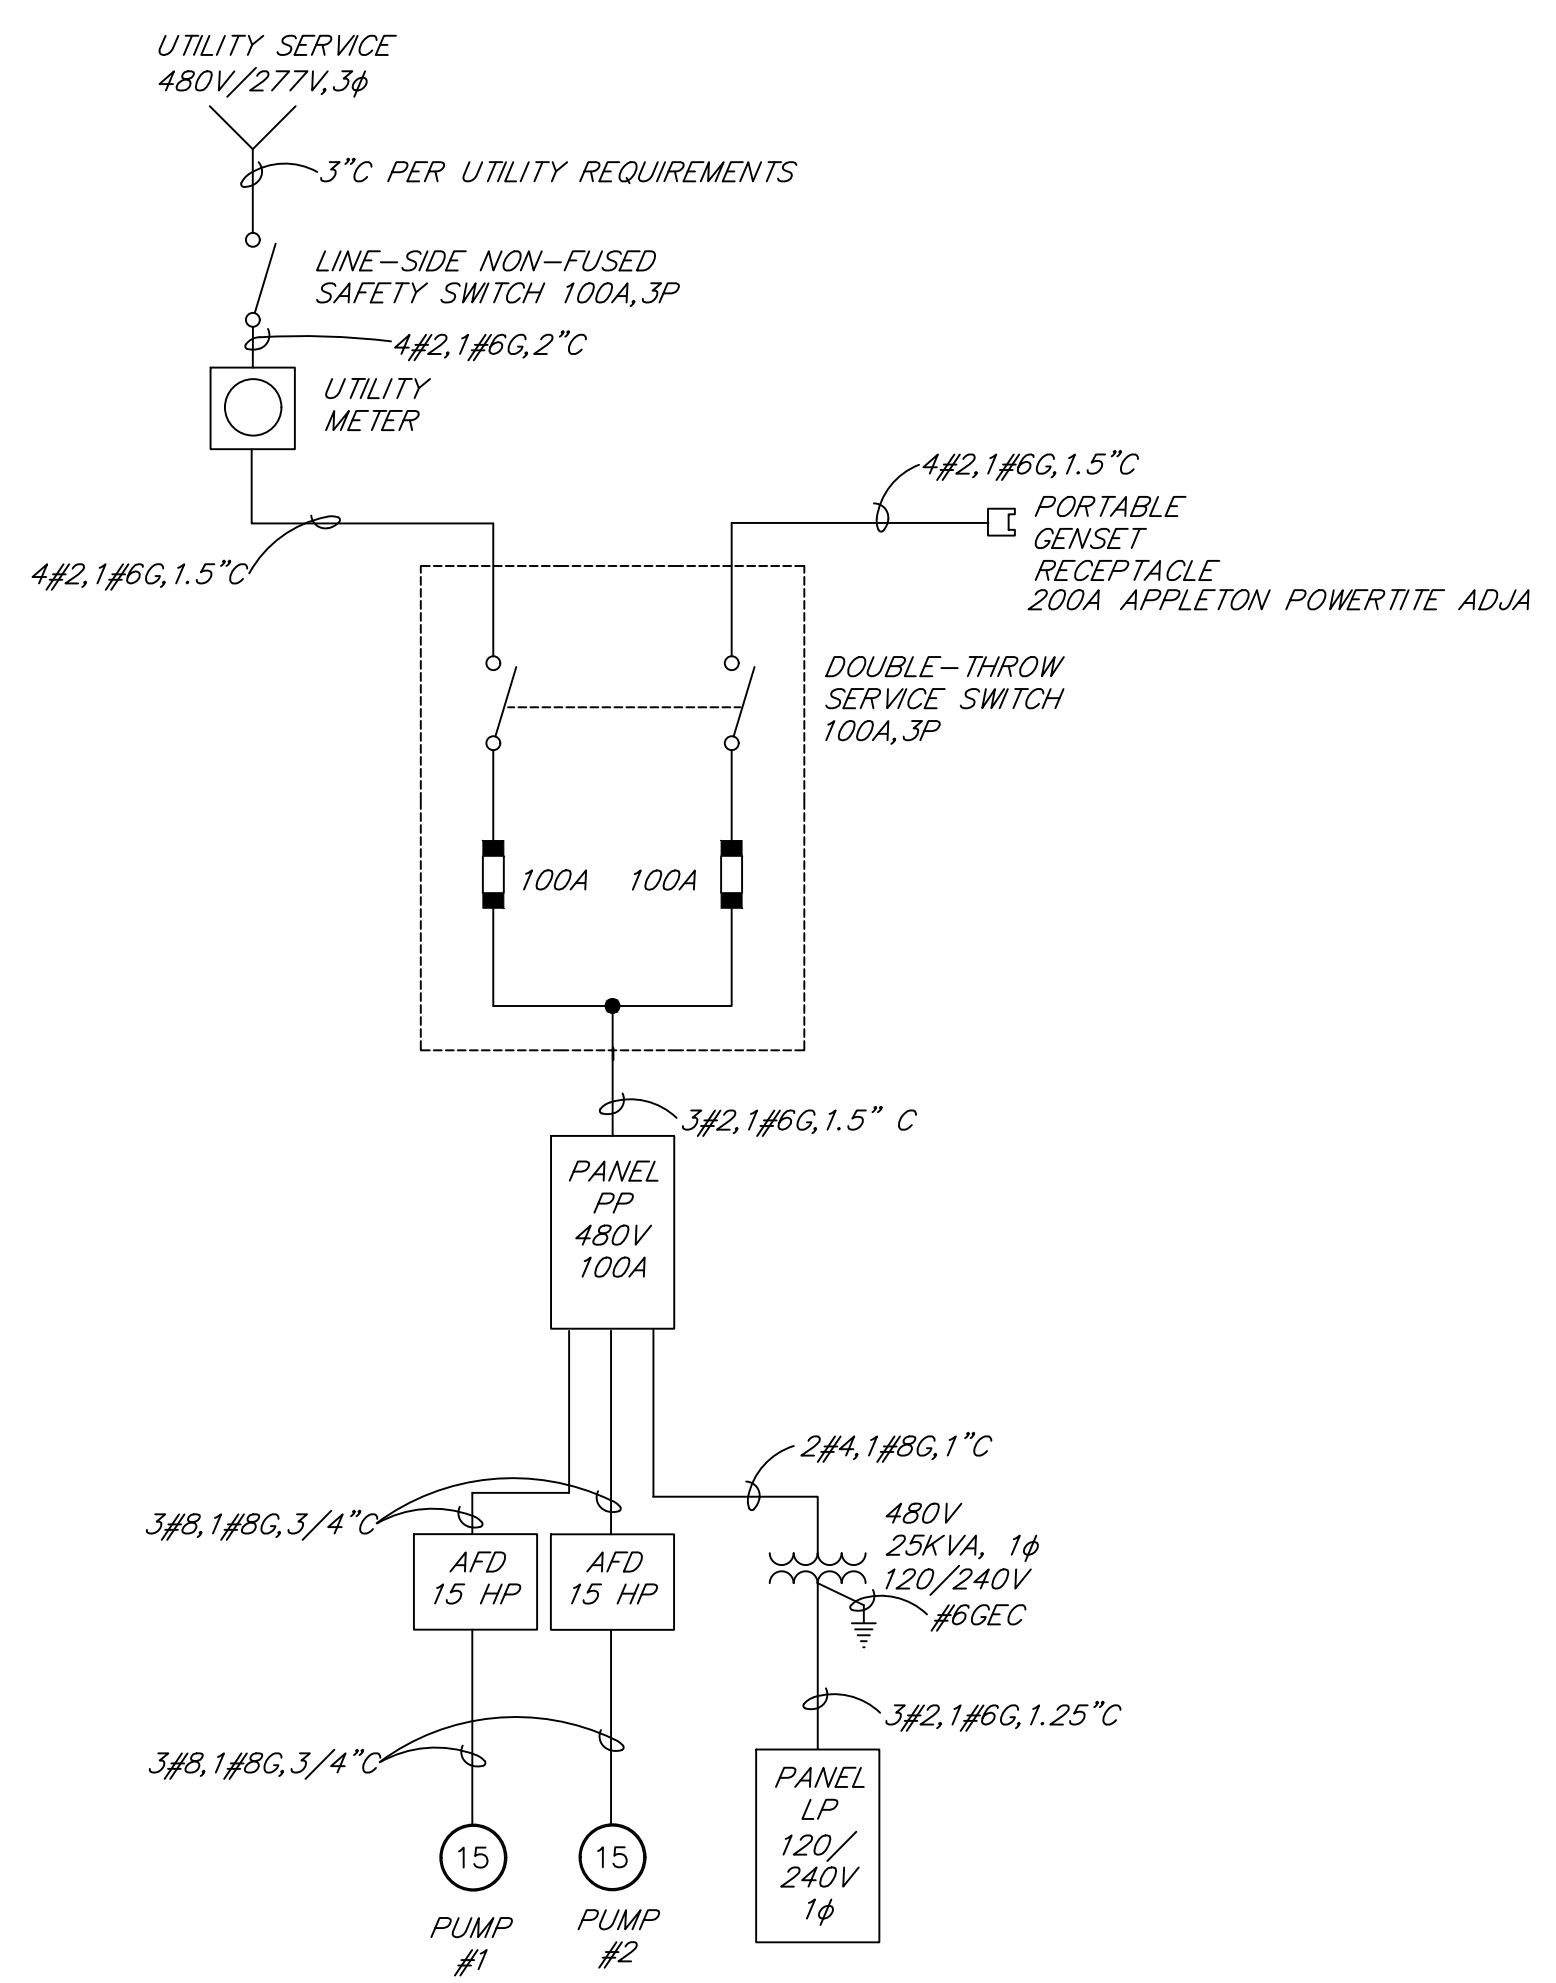 UTILITY SERVICE
480V/277V,3ϕ
3"C PER UTILITY REQUIREMENTS
LINE-SIDE NON-FUSED
SAFETY SWITCH 100A,3P
4#2,1#6G,2"C
UTILITY
METER
4#2,1#6G,1.5"C
PORTABLE
GENSET
RECEPTACLE
200A APPLETON POWERTITE ADJA
4#2,1#6G,1.5"C
DOUBLE-THROW
SERVICE SWITCH
100A,3P
100A
100A
3#2,1#6G,1.5" C
PANEL
PP
480V
100A
2#4,1#8G,1"C
3#8,1#8G,3/4"C
480V
25KVA, 1ϕ
120/240V
#6GEC
AFD
15 HP
AFD
15 HP
3#2,1#6G,1.25"C
3#8,1#8G,3/4"C
PANEL
LP
120/
240V
1ϕ
15
15
PUMP
#1
PUMP
#2